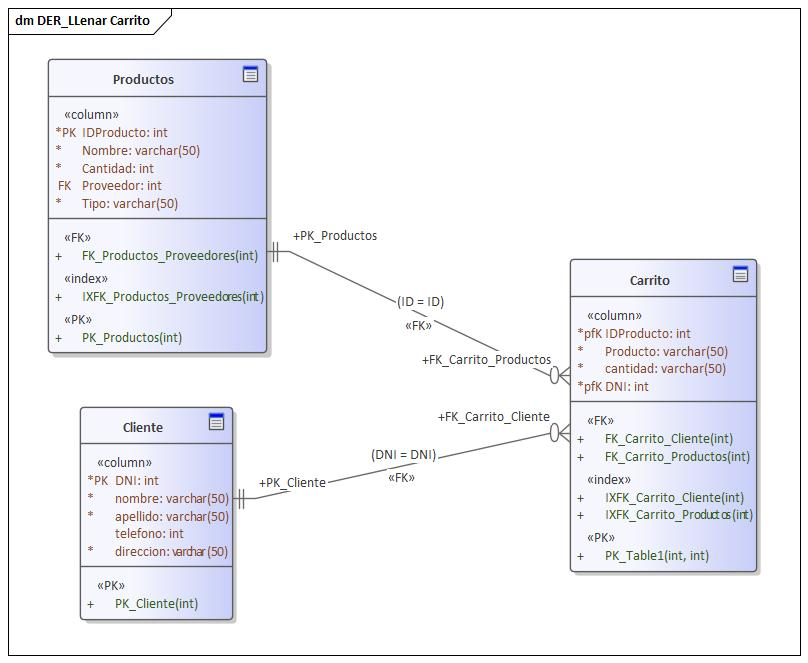 dm DER_LLenar Carrito
Productos
«column»
*PK IDProducto: int
* Nombre: varchar(50)
* Cantidad: int
FK Proveedor: int
* Tipo: varchar(50)
«FK»
+ FK_Productos_Proveedores(int)
«index»
+ IXFK_Productos_Proveedores(int)
«PK»
+ PK_Productos(int)
+PK_Productos
(ID = ID)
«FK»
+FK_Carrito_Productos
Carrito
«column»
*pfK IDProducto: int
* Producto: varchar(50)
* cantidad: varchar(50)
*pfK DNI: int
«FK»
+ FK_Carrito_Cliente(int)
+ FK_Carrito_Productos(int)
«index»
+ IXFK_Carrito_Cliente(int)
+ IXFK_Carrito_Productos(int)
«PK»
+ PK_Table1(int, int)
+FK_Carrito_Cliente
(DNI = DNI)
«FK»
+PK_Cliente
Cliente
«column»
*PK DNI: int
* nombre: varchar(50)
* apellido: varchar(50)
telefono: int
* direccion: varchar(50)
«PK»
+ PK_Cliente(int)